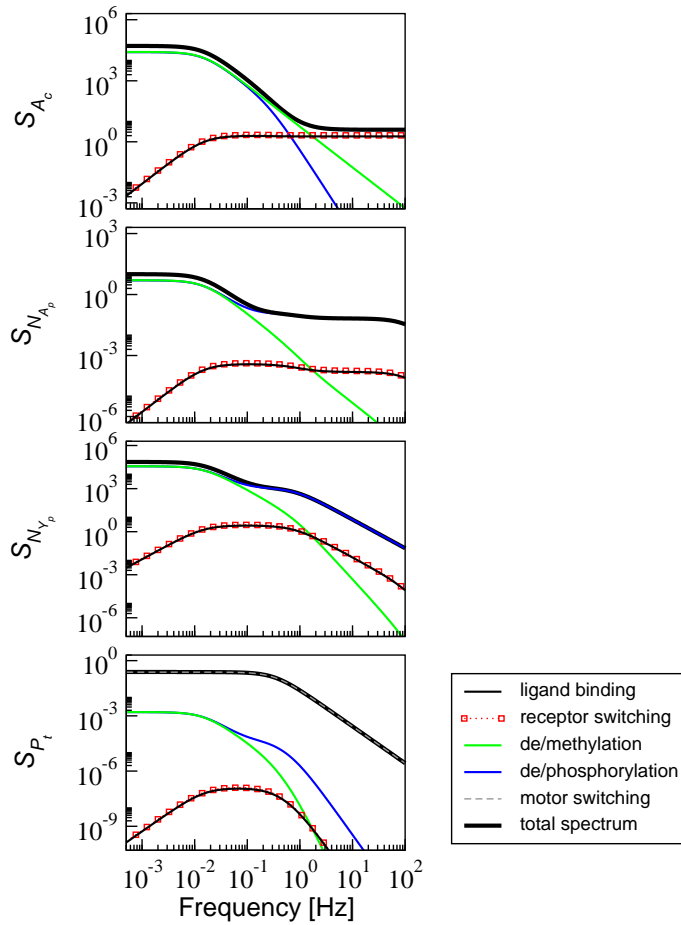 10^6
10^4
10^2
10^0
10^-3
S_{A_c}
10^3
10^0
10^-3
10^-6
S_{N_{A_p}}
10^6
10^3
10^0
10^-3
10^-6
S_{N_{Y_p}}
10^0
10^-3
10^-6
10^-9
S_{P_t}
10^-3 10^-2 10^-1 10^0 10^1 10^2
Frequency [Hz]
ligand binding
receptor switching
de/methylation
de/phosphorylation
motor switching
total spectrum